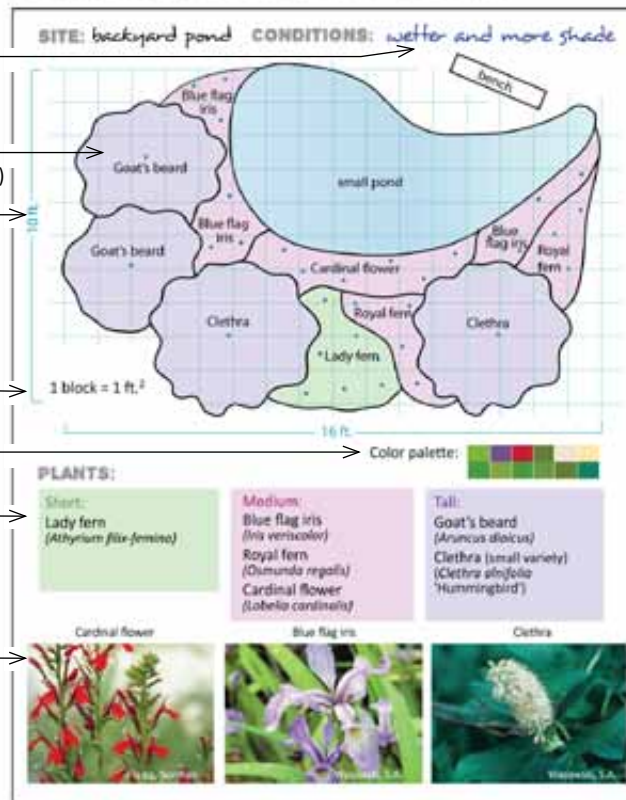 SITE: backyard pond CONDITIONS: wetter and more shade
bench
Blue flag
iris
Goat's beard
)
small pond
10 ft.
Blue flag
iris
Blue
flag iris
Royal
fern
Goat's beard
Cardinal flower
Clethra
Royal fern
Clethra
Lady fern
1 block = 1 ft.²
16 ft.
Color palette:
PLANTS:
Short:
Lady fern
(Athyrium filix-femina)
Medium:
Blue flag iris
(Iris vericolor)
Royal fern
(Osmunda regalis)
Cardinal flower
(Lobelia cardinalis)
Tall:
Goat's beard
(Aruncus dioicus)
Clethra (small variety)
(Clethra alnifolia
'Hummingbird')
Cardinal flower
Blue flag iris
Clethra
Wasowski, S.A.
Wasowski, S.A.